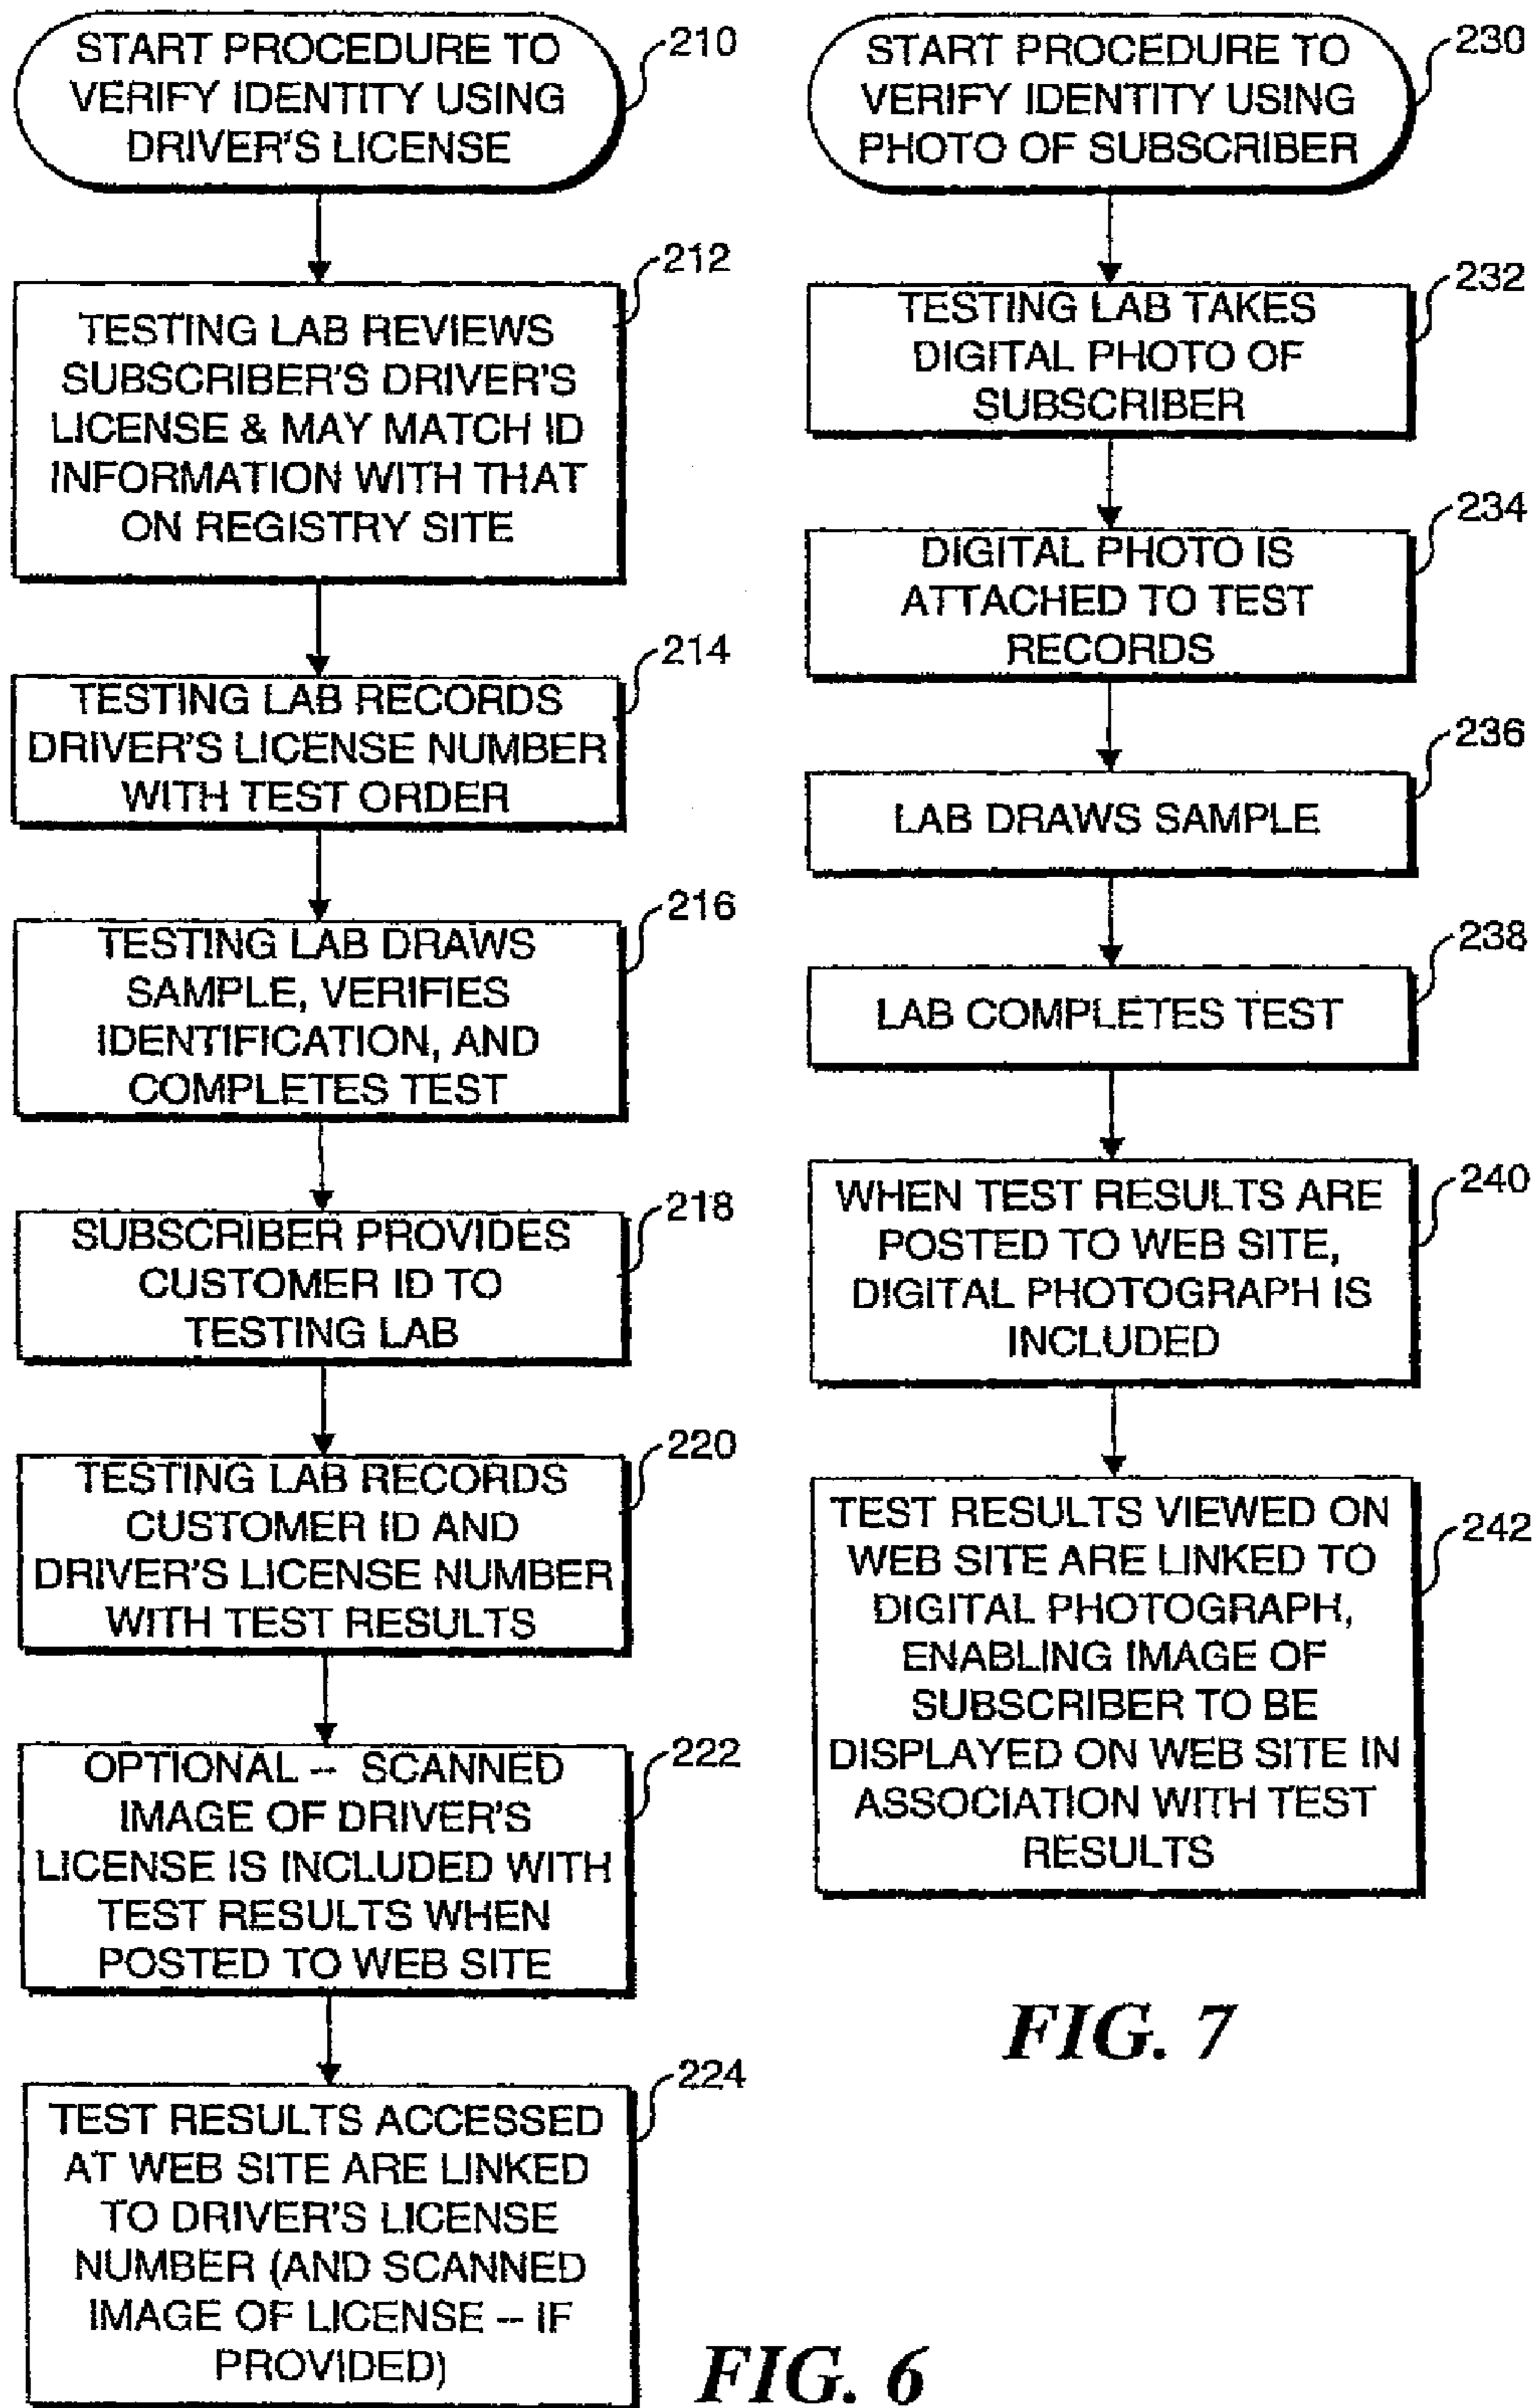 START PROCEDURE TO
VERIFY IDENTITY USING
DRIVER'S LICENSE
210
TESTING LAB REVIEWS
SUBSCRIBER'S DRIVER'S
LICENSE & MAY MATCH ID
INFORMATION WITH THAT
ON REGISTRY SITE
212
TESTING LAB RECORDS
DRIVER'S LICENSE NUMBER
WITH TEST ORDER
214
TESTING LAB DRAWS
SAMPLE, VERIFIES
IDENTIFICATION, AND
COMPLETES TEST
216
SUBSCRIBER PROVIDES
CUSTOMER ID TO
TESTING LAB
218
TESTING LAB RECORDS
CUSTOMER ID AND
DRIVER'S LICENSE NUMBER
WITH TEST RESULTS
220
OPTIONAL -- SCANNED
IMAGE OF DRIVER'S
LICENSE IS INCLUDED WITH
TEST RESULTS WHEN
POSTED TO WEB SITE
222
TEST RESULTS ACCESSED
AT WEB SITE ARE LINKED
TO DRIVER'S LICENSE
NUMBER (AND SCANNED
IMAGE OF LICENSE -- IF
PROVIDED)
224
FIG. 6
START PROCEDURE TO
VERIFY IDENTITY USING
PHOTO OF SUBSCRIBER
230
TESTING LAB TAKES
DIGITAL PHOTO OF
SUBSCRIBER
232
DIGITAL PHOTO IS
ATTACHED TO TEST
RECORDS
234
LAB DRAWS SAMPLE
236
LAB COMPLETES TEST
238
WHEN TEST RESULTS ARE
POSTED TO WEB SITE,
DIGITAL PHOTOGRAPH IS
INCLUDED
240
TEST RESULTS VIEWED ON
WEB SITE ARE LINKED TO
DIGITAL PHOTOGRAPH,
ENABLING IMAGE OF
SUBSCRIBER TO BE
DISPLAYED ON WEB SITE IN
ASSOCIATION WITH TEST
RESULTS
242
FIG. 7